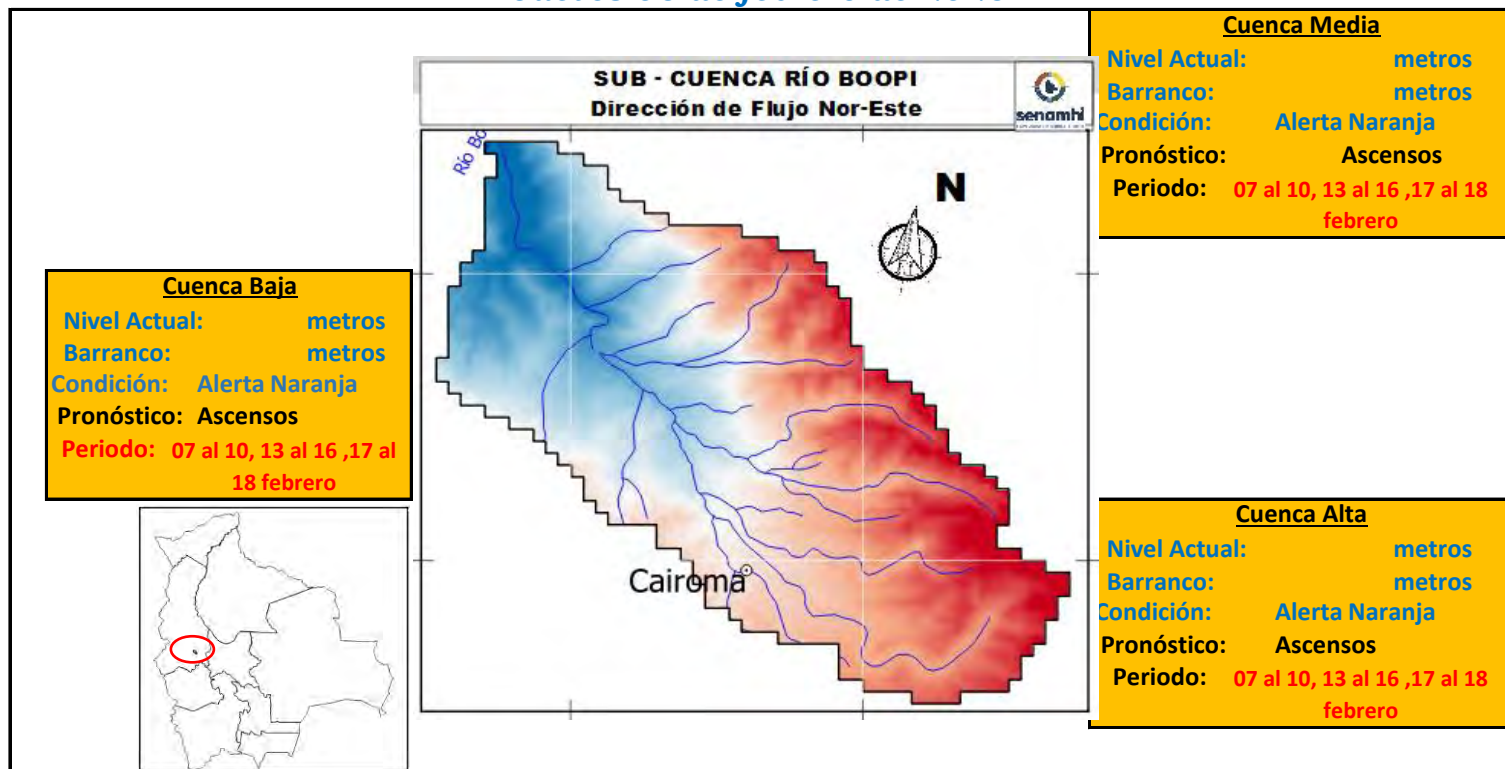 Cuenca Media
Nivel Actual: metros
Barranco: metros
Condición: Alerta Naranja
Pronóstico: Ascensos
Periodo: 07 al 10, 13 al 16 ,17 al 18
febrero
SUB - CUENCA RÍO BOOPI
Dirección de Flujo Nor-Este
senamhi
Río Bo
N
Cuenca Baja
Nivel Actual: metros
Barranco: metros
Condición: Alerta Naranja
Pronóstico: Ascensos
Periodo: 07 al 10, 13 al 16 ,17 al
18 febrero
Cairoma
Cuenca Alta
Nivel Actual: metros
Barranco: metros
Condición: Alerta Naranja
Pronóstico: Ascensos
Periodo: 07 al 10, 13 al 16 ,17 al 18
febrero